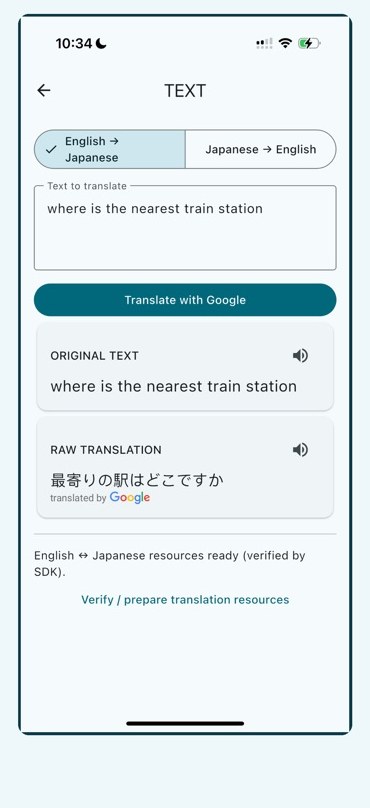 10:34
TEXT
English →
Japanese
Japanese → English
Text to translate
where is the nearest train station
Translate with Google
ORIGINAL TEXT
where is the nearest train station
RAW TRANSLATION
最寄りの駅はどこですか
translated by Google
English ↔ Japanese resources ready (verified by
SDK).
Verify / prepare translation resources